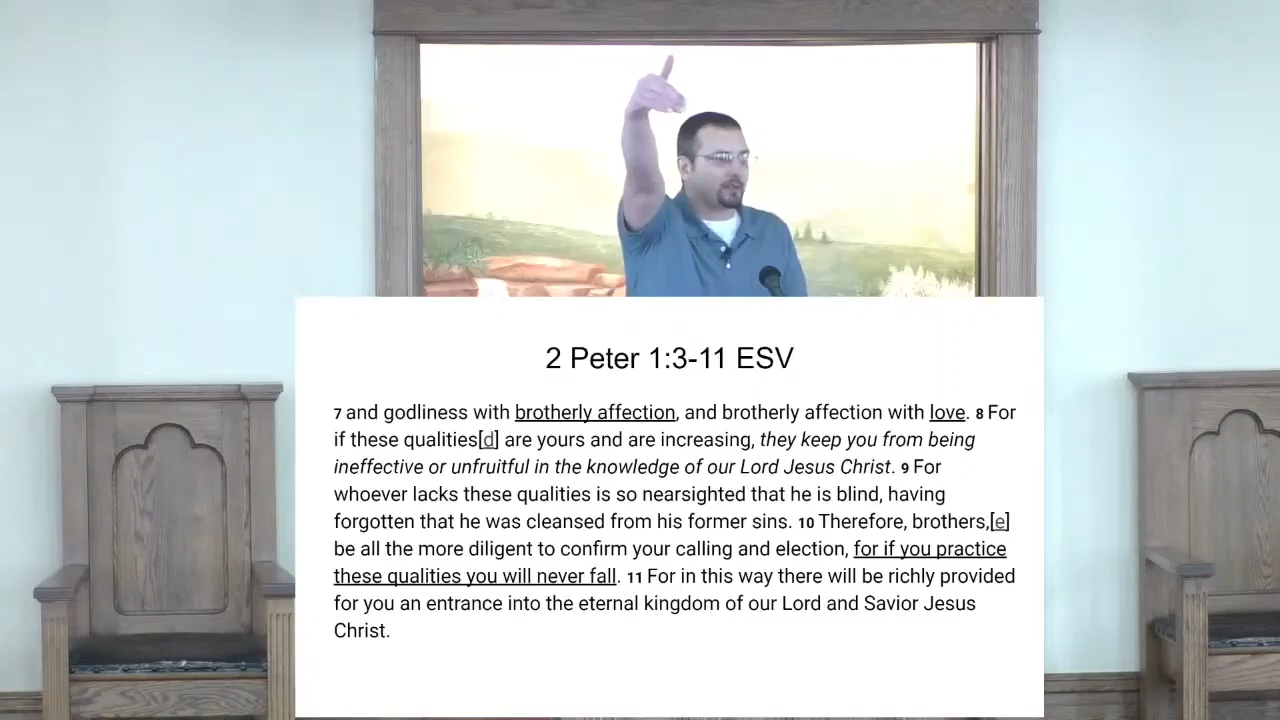 2 Peter 1:3-11 ESV
7 and godliness with brotherly affection, and brotherly affection with love. 8 For
if these qualities[d] are yours and are increasing, they keep you from being
ineffective or unfruitful in the knowledge of our Lord Jesus Christ. 9 For
whoever lacks these qualities is so nearsighted that he is blind, having
forgotten that he was cleansed from his former sins. 10 Therefore, brothers,[e]
be all the more diligent to confirm your calling and election, for if you practice
these qualities you will never fall. 11 For in this way there will be richly provided
for you an entrance into the eternal kingdom of our Lord and Savior Jesus
Christ.